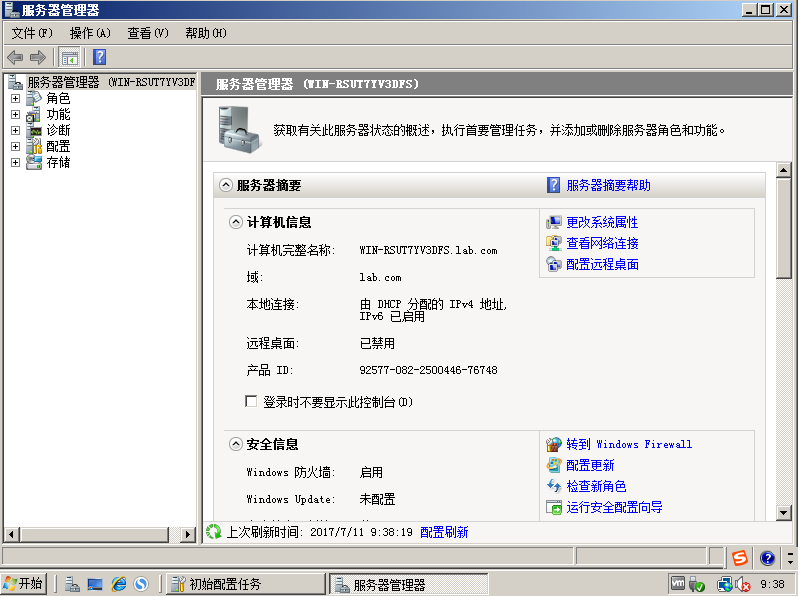 服务器管理器
文件(F) 操作(A) 查看(V) 帮助(H)
服务器管理器 (WIN-RSUT7YV3DF
角色
功能
诊断
配置
存储
服务器管理器 (WIN-RSUT7YV3DFS)
获取有关此服务器状态的概述，执行首要管理任务，并添加或删除服务器角色和功能。
服务器摘要
服务器摘要帮助
计算机信息
计算机完整名称: WIN-RSUT7YV3DFS.lab.com
域: lab.com
本地连接: 由 DHCP 分配的 IPv4 地址,
IPv6 已启用
远程桌面: 已禁用
产品 ID: 92577-082-2500446-76748
登录时不要显示此控制台(D)
更改系统属性
查看网络连接
配置远程桌面
安全信息
Windows 防火墙: 启用
Windows Update: 未配置
转到 Windows Firewall
配置更新
检查新角色
运行安全配置向导
上次刷新时间: 2017/7/11 9:38:19 配置刷新
开始
初始配置任务
服务器管理器
9:38